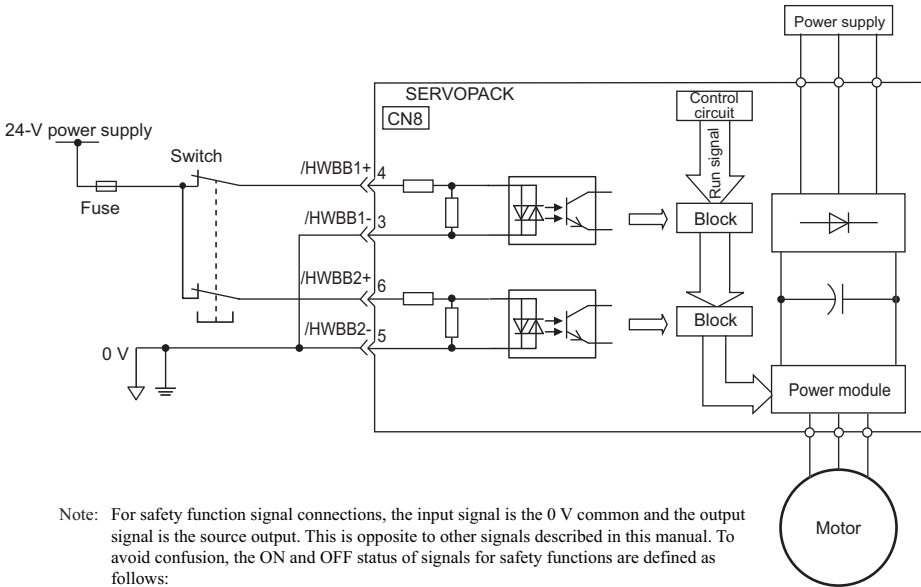 Power supply
SERVOPACK
CN8
Control
circuit
24-V power supply
Switch
Fuse
Run signal
/HWBB1+
4
/HWBB1-
3
Block
/HWBB2+
6
/HWBB2-
5
Block
0 V
Power module
Motor
Note: For safety function signal connections, the input signal is the 0 V common and the output
signal is the source output. This is opposite to other signals described in this manual. To
avoid confusion, the ON and OFF status of signals for safety functions are defined as
follows: